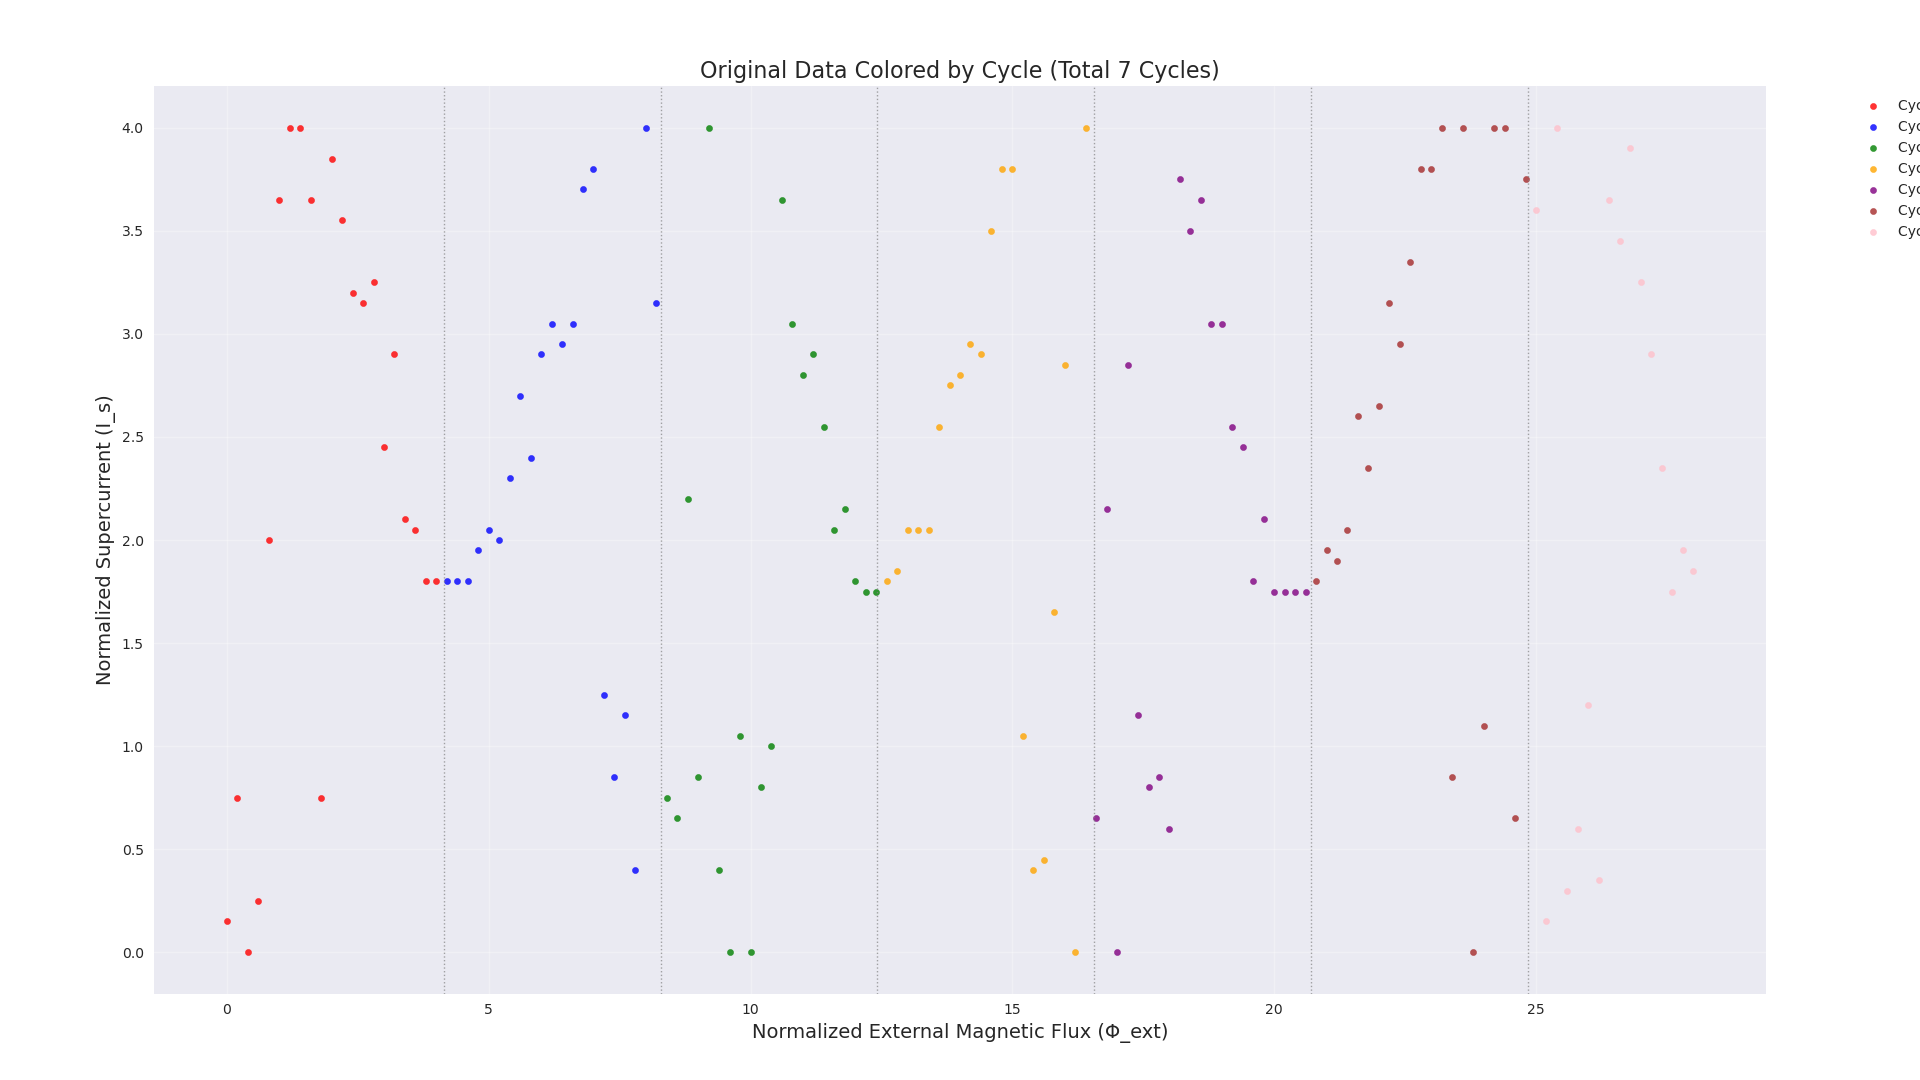 Original Data Colored by Cycle (Total 7 Cycles)
Normalized Supercurrent (I_s)
4.0
3.5
3.0
2.5
2.0
1.5
1.0
0.5
0.0
0 5 10 15 20 25
Normalized External Magnetic Flux (Φ_ext)
Cyc
Cyc
Cyc
Cyc
Cyc
Cyc
Cyc